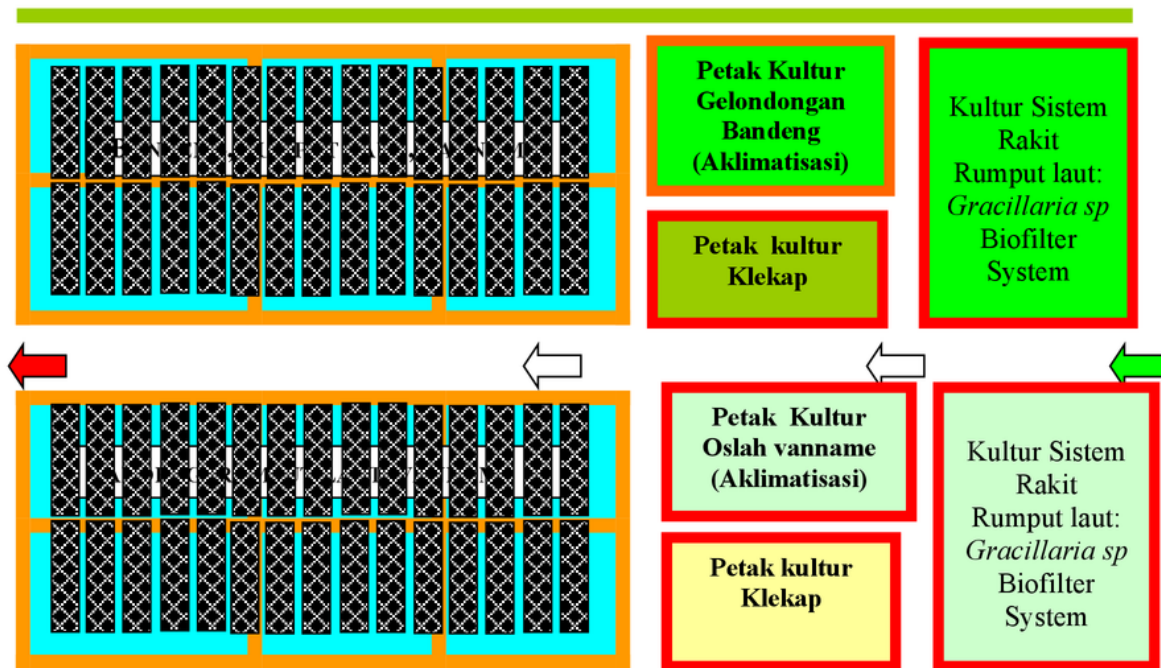 Petak Kultur
Gelondongan
Bandeng
(Aklimatisasi)
Petak kultur
Klekap
Kultur Sistem
Rakit
Rumput laut:
Gracillaria sp
Biofilter
System
Petak Kultur
Oslah vanname
(Aklimatisasi)
Petak kultur
Klekap
Kultur Sistem
Rakit
Rumput laut:
Gracillaria sp
Biofilter
System